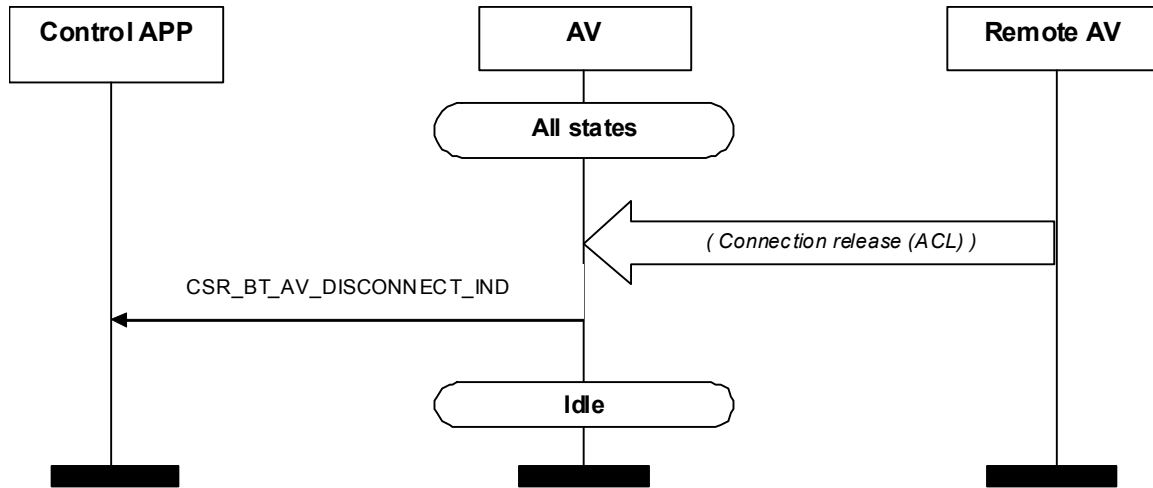 Control APP
AV
Remote AV
All states
( Connection release (ACL) )
CSR_BT_AV_DISCONNECT_IND
Idle